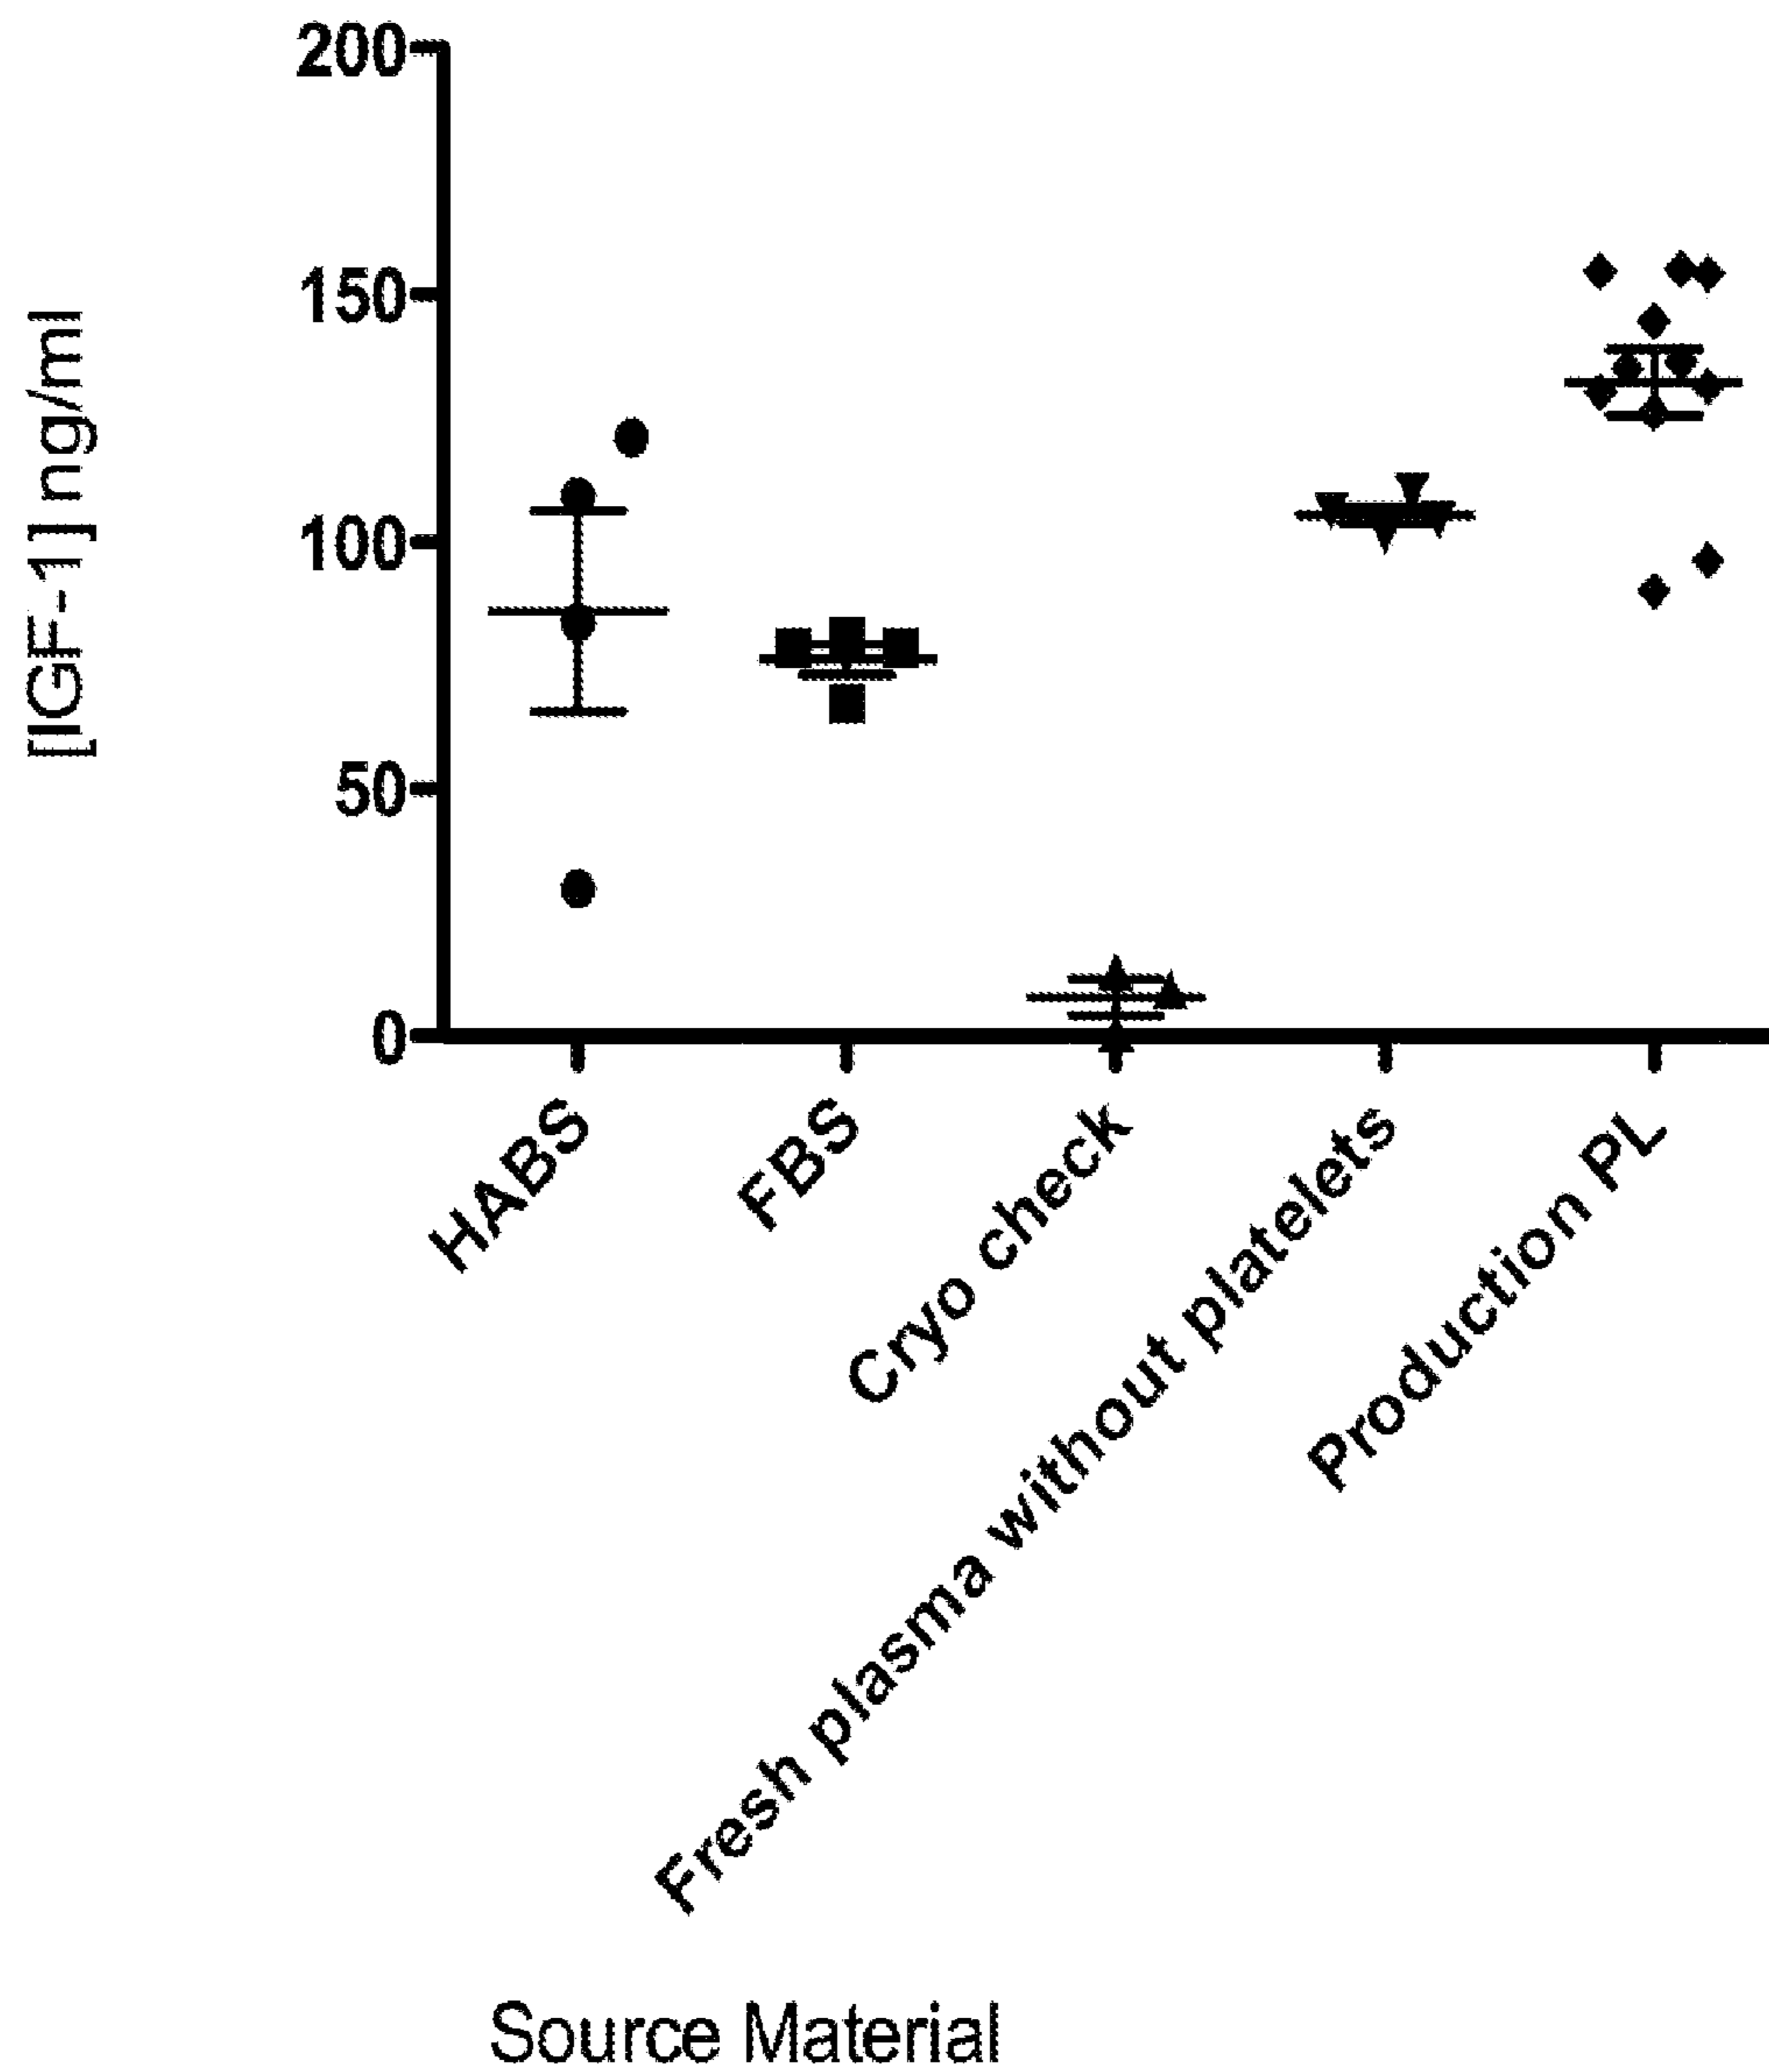 [IGF-1] ng/ml
200
150
100
50
0
HABS
FBS
Cryo check
Fresh plasma without platelets
Production PL
Source Material